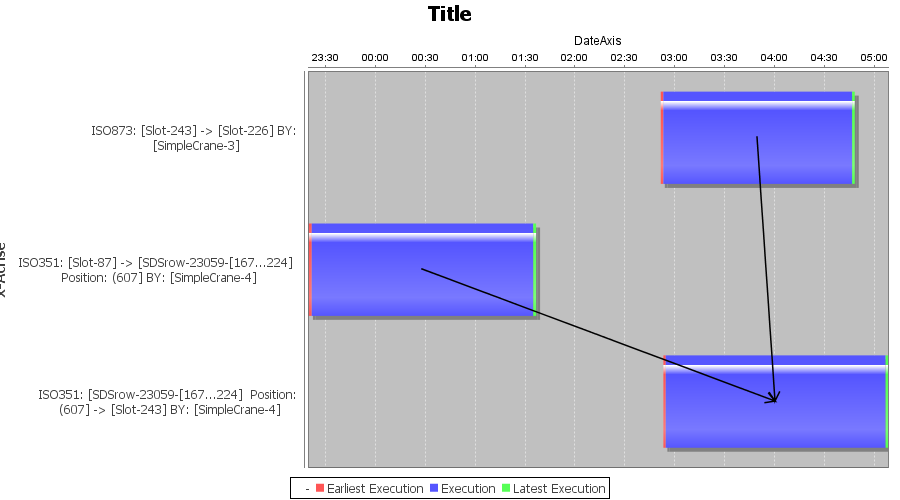 Title
DateAxis
23:30 00:00 00:30 01:00 01:30 02:00 02:30 03:00 03:30 04:00 04:30 05:00
ISO873: [Slot-243] -> [Slot-226] BY:
[SimpleCrane-3]
ISO351: [Slot-87] -> [SDSrow-23059-[167...224]
Position: (607] BY: [SimpleCrane-4]
ISO351: [SDSrow-23059-[167...224] Position:
(607] -> [Slot-243] BY: [SimpleCrane-4]
- Earliest Execution Execution Latest Execution